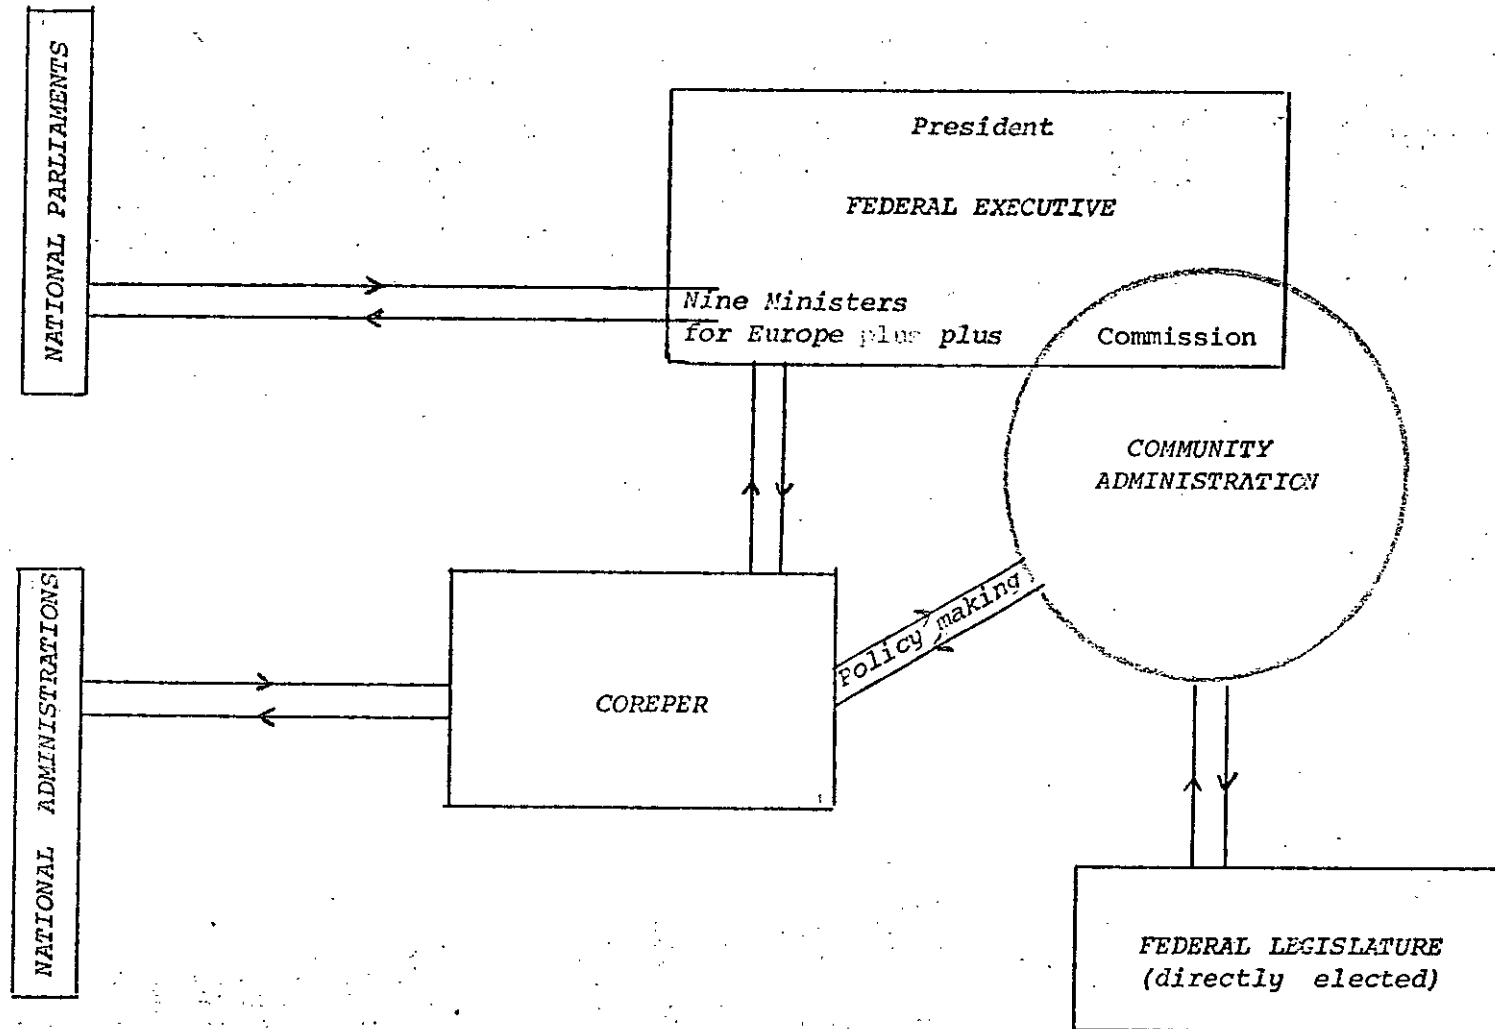 NATIONAL PARLIAMENTS
President
FEDERAL EXECUTIVE
Nine Ministers
for Europe plus plus
Commission
COMMUNITY
ADMINISTRATION
NATIONAL ADMINISTRATIONS
COREPER
Policy making
FEDERAL LEGISLATURE
(directly elected)